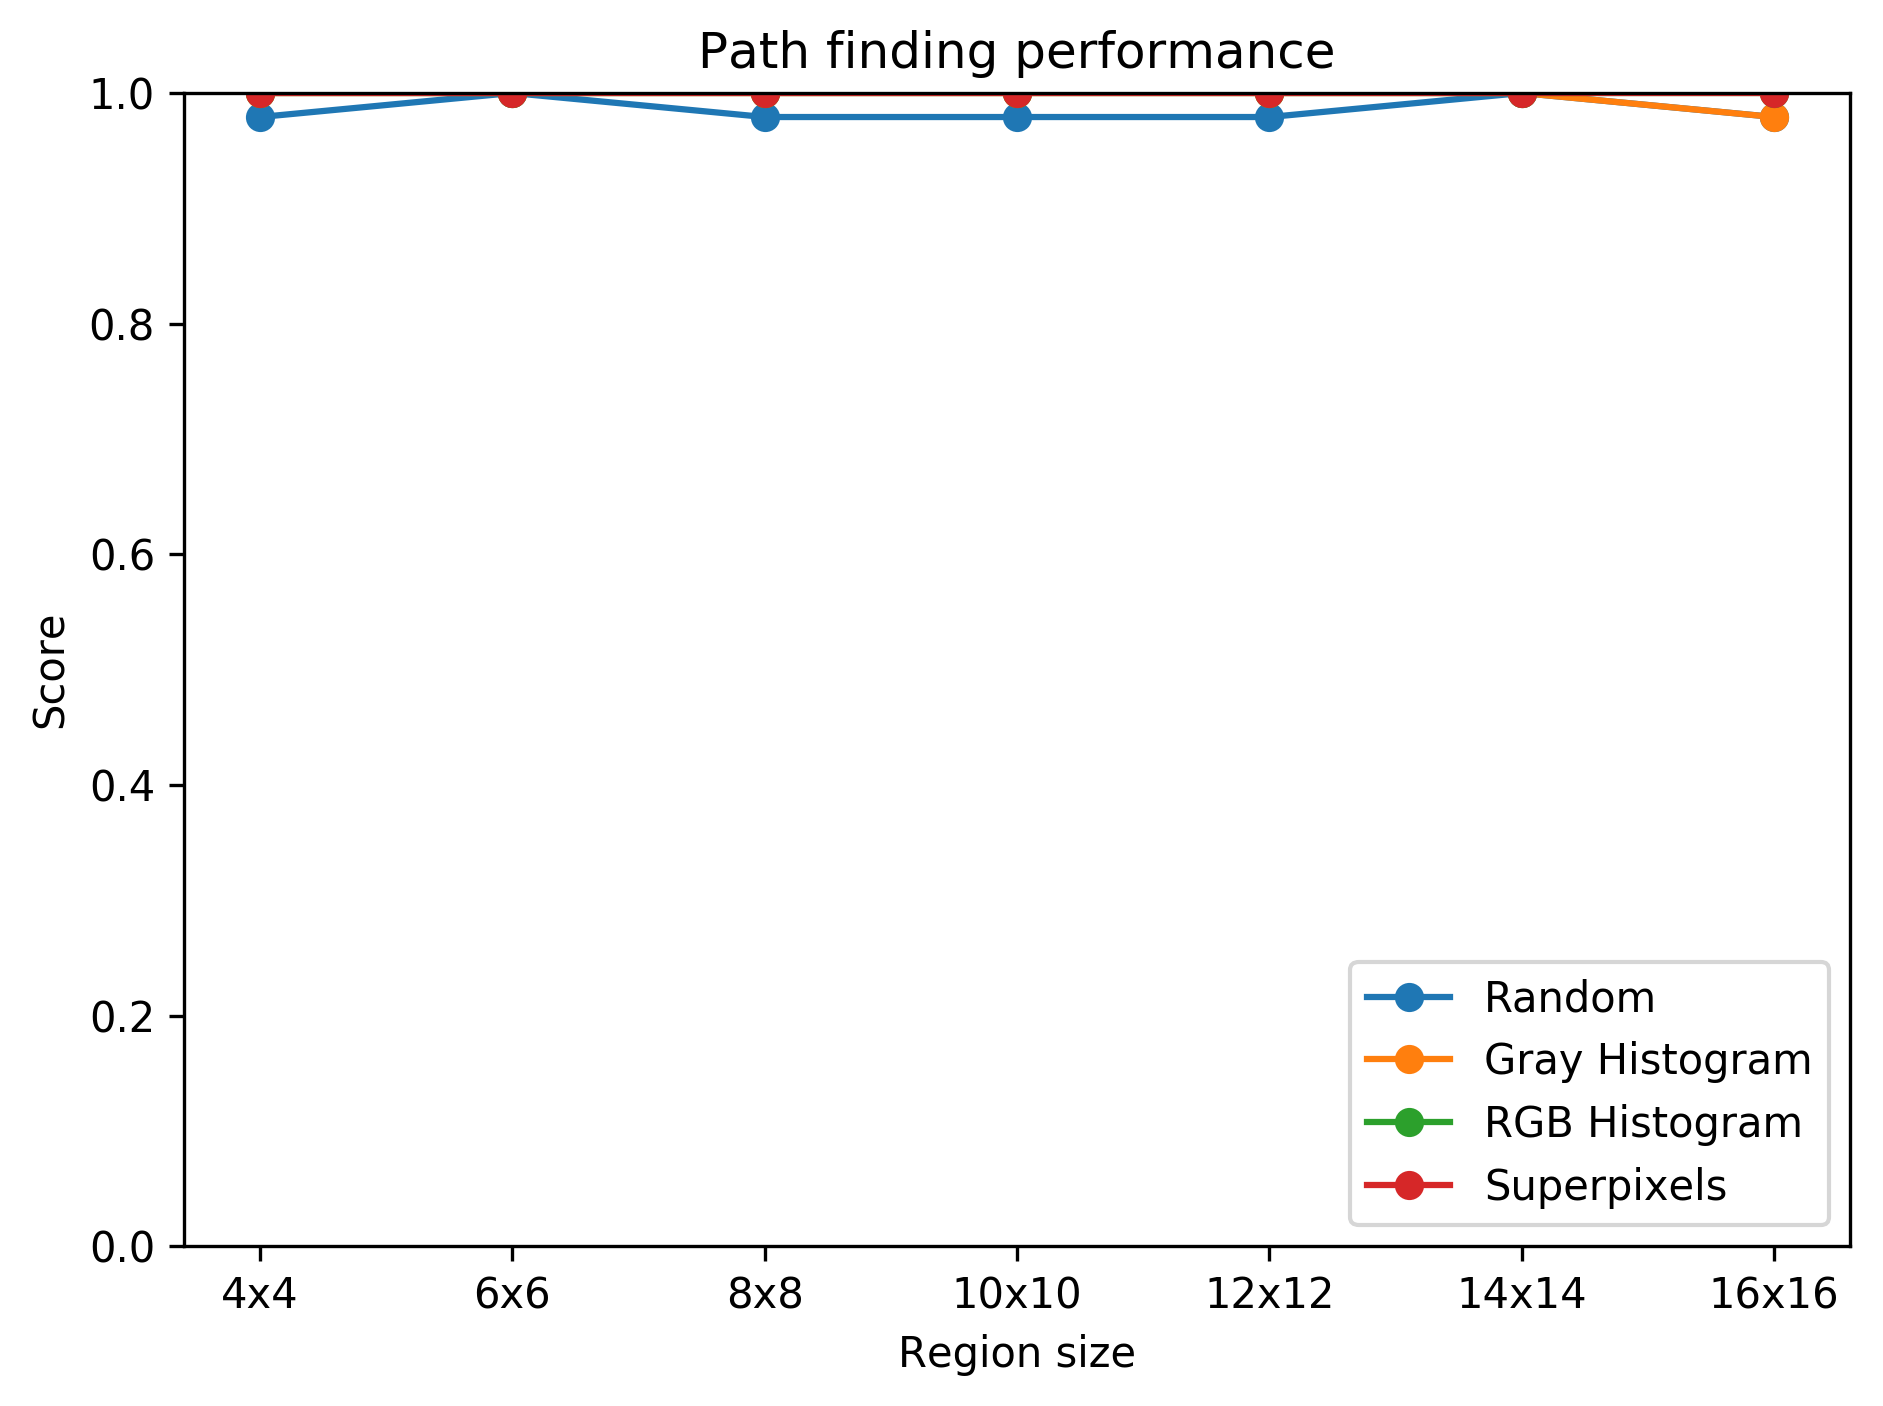 Path finding performance
1.0
0.8
0.6
0.4
0.2
0.0
Score
4x4
6x6
8x8
10x10
12x12
14x14
16x16
Region size
Random
Gray Histogram
RGB Histogram
Superpixels